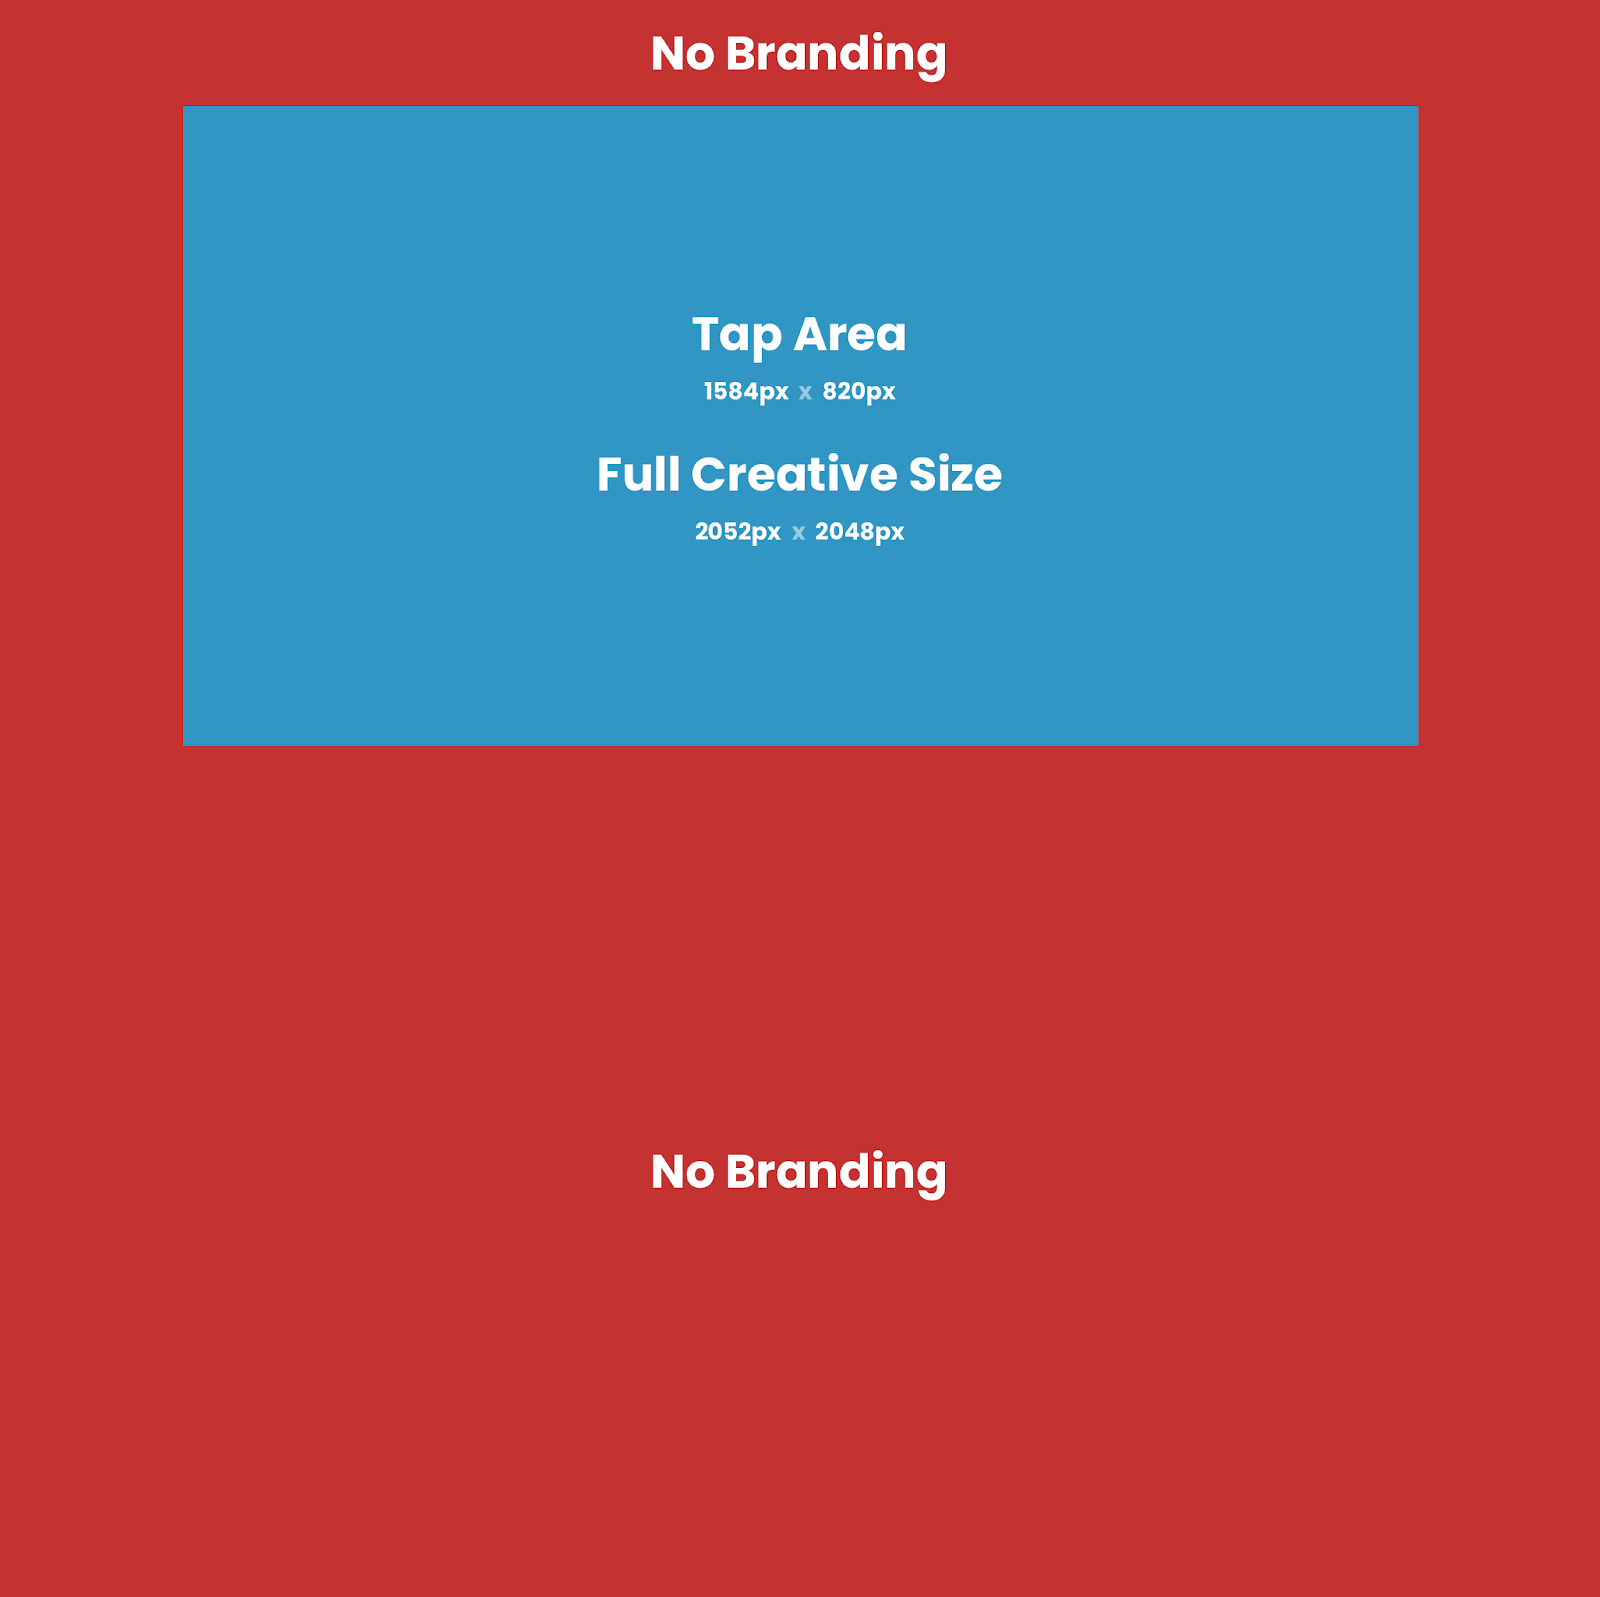 No Branding
Tap Area
1584px x 820px
Full Creative Size
2052px x 2048px
No Branding